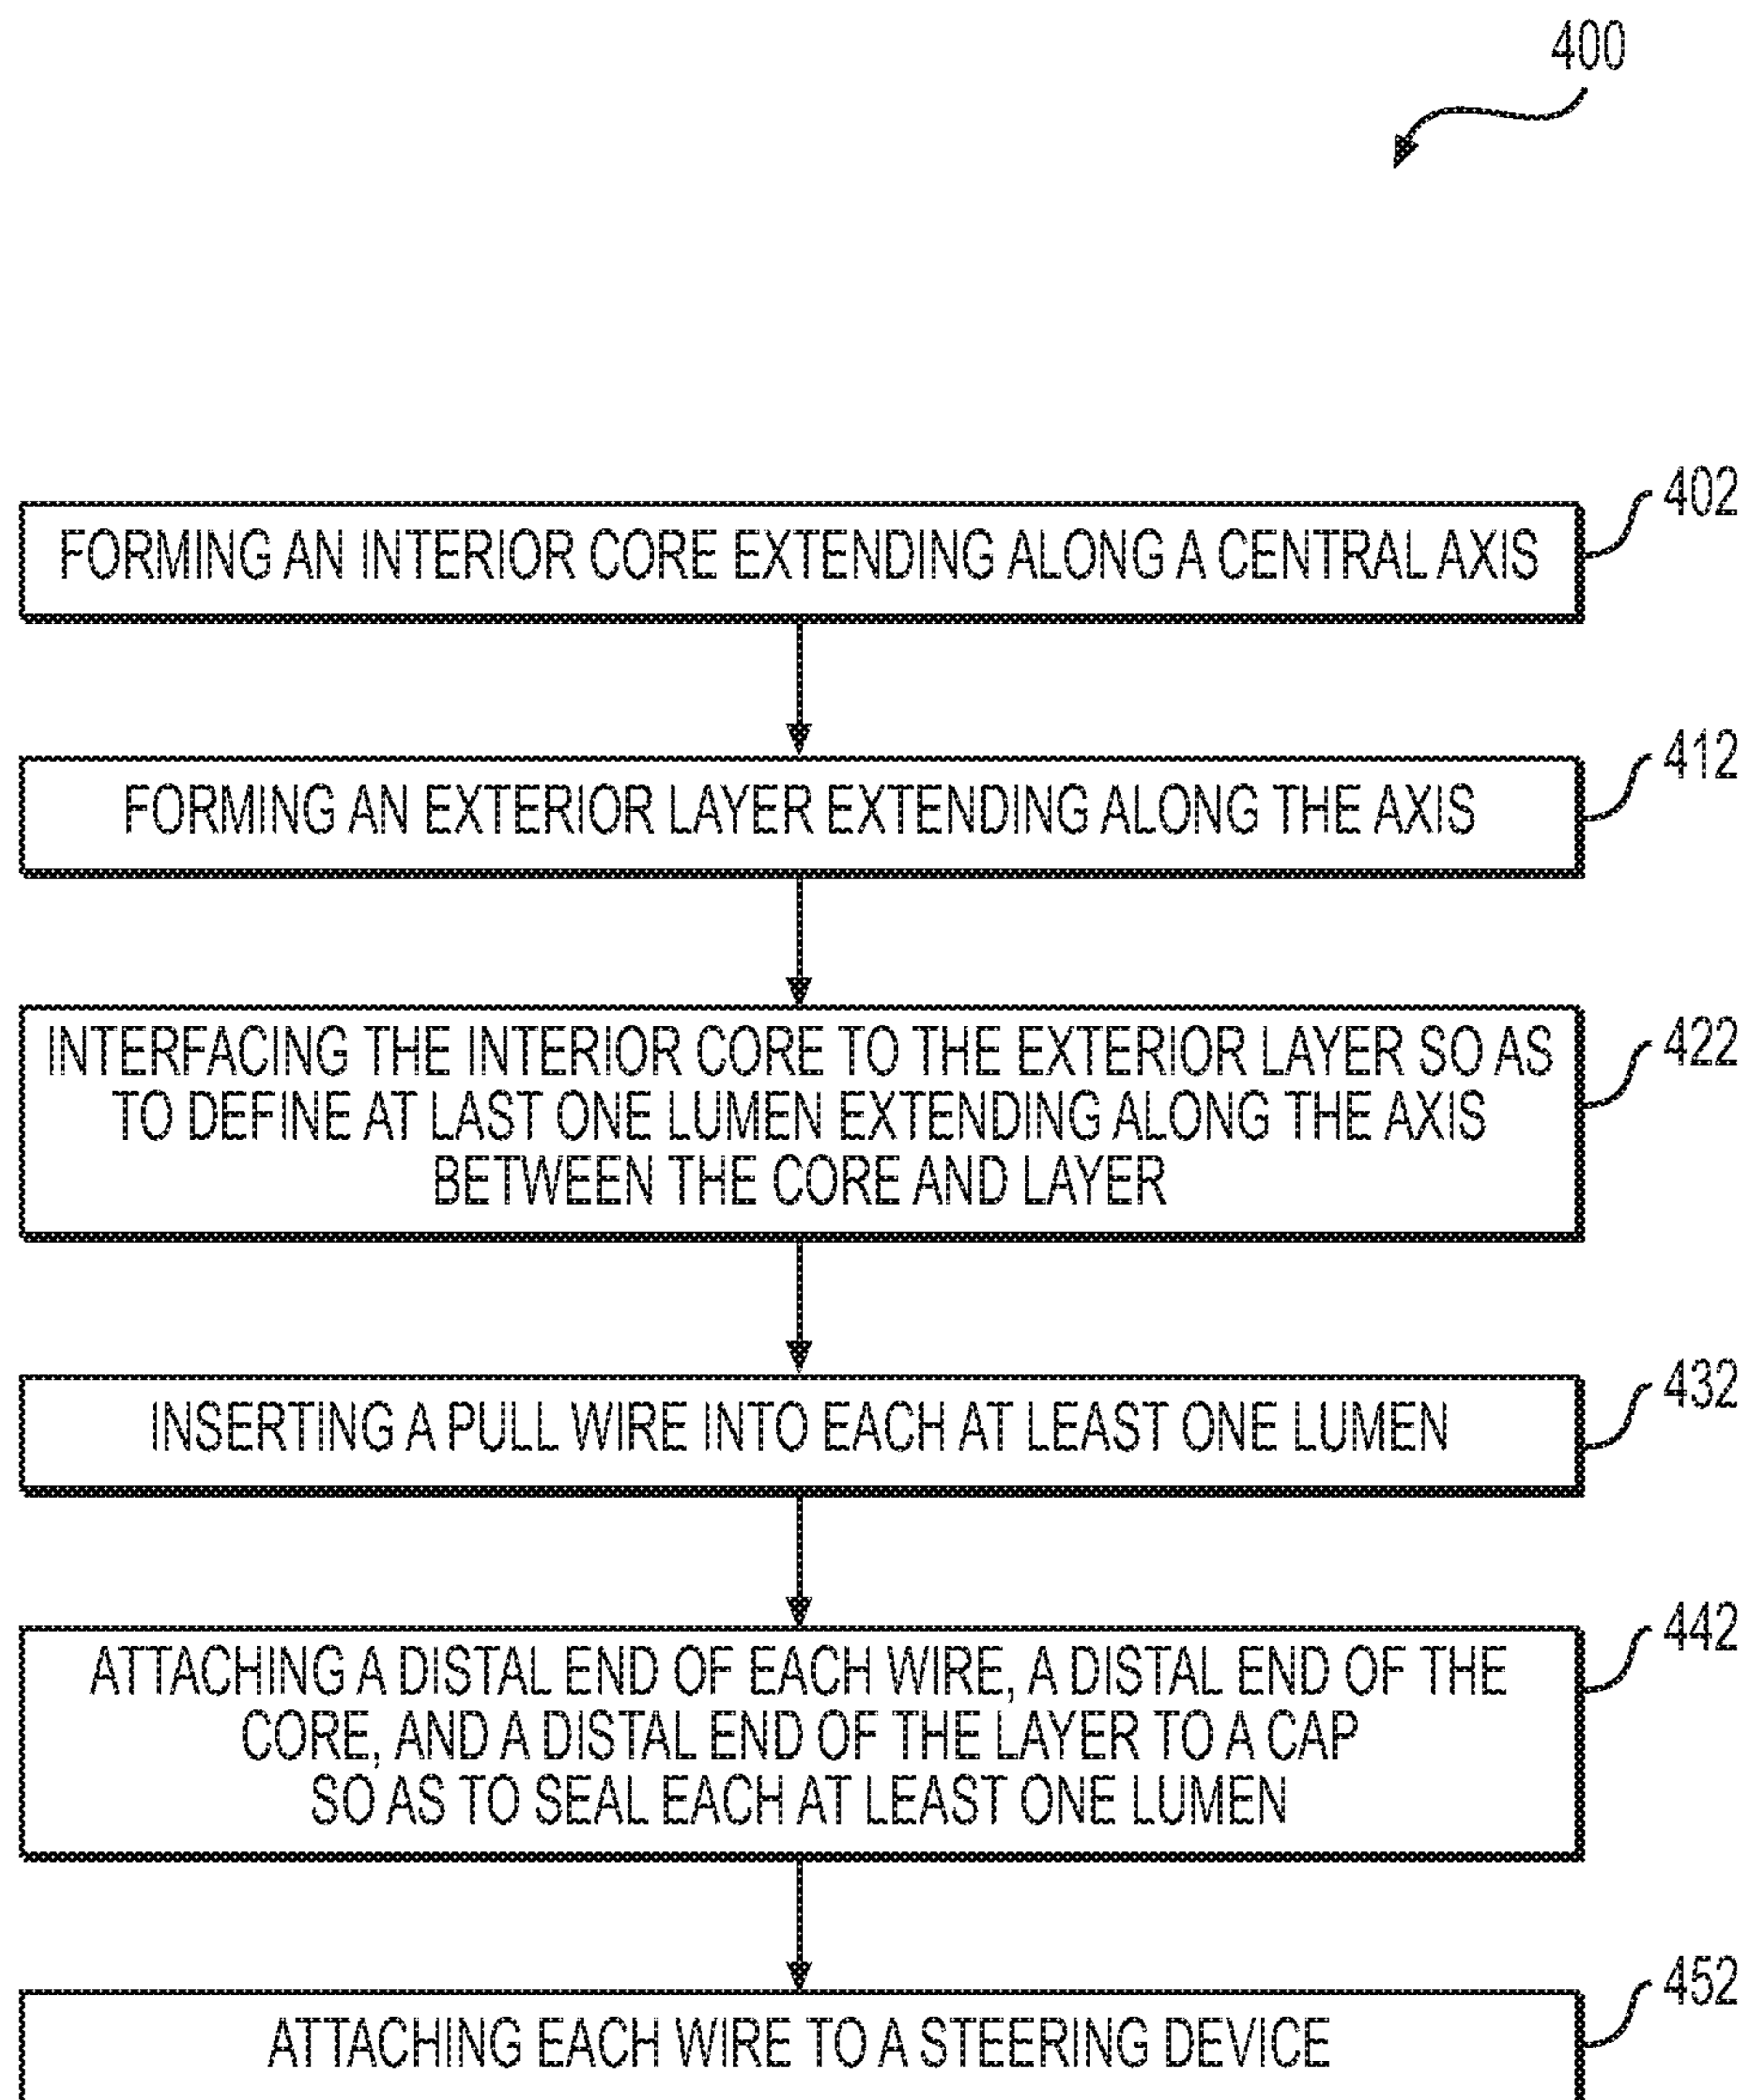 400
FORMING AN INTERIOR CORE EXTENDING ALONG A CENTRAL AXIS
402
FORMING AN EXTERIOR LAYER EXTENDING ALONG THE AXIS
412
INTERFACING THE INTERIOR CORE TO THE EXTERIOR LAYER SO AS
TO DEFINE AT LAST ONE LUMEN EXTENDING ALONG THE AXIS
BETWEEN THE CORE AND LAYER
422
INSERTING A PULL WIRE INTO EACH AT LEAST ONE LUMEN
432
ATTACHING A DISTAL END OF EACH WIRE, A DISTAL END OF THE
CORE, AND A DISTAL END OF THE LAYER TO A CAP
SO AS TO SEAL EACH AT LEAST ONE LUMEN
442
ATTACHING EACH WIRE TO A STEERING DEVICE
452